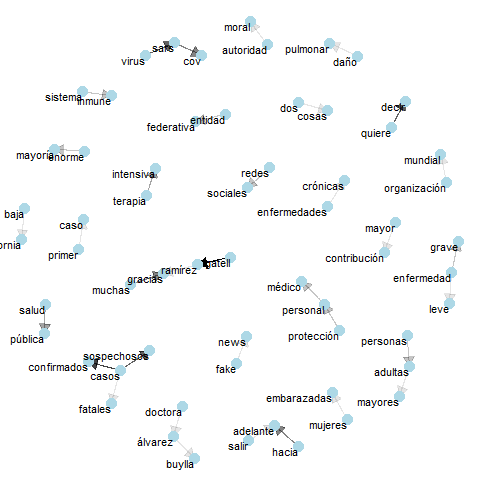 moral
sars
autoridad
pulmonar
virus
cov
daño
sistema
inmune
dos
cosas
decir
entidad
federativa
quiere
mayoría
enorme
mundial
intensiva
redes
crónicas
organización
sociales
terapia
enfermedades
baja
caso
mayor
ornia
primer
contribución
grave
gatell
ramírez
gracias
muchas
enfermedad
médico
salud
personal
leve
pública
protección
news
personas
sospechosos
confirmados
casos
fake
adultas
fatales
doctora
embarazadas
mayores
adelante
mujeres
álvarez
salir
hacia
buylla